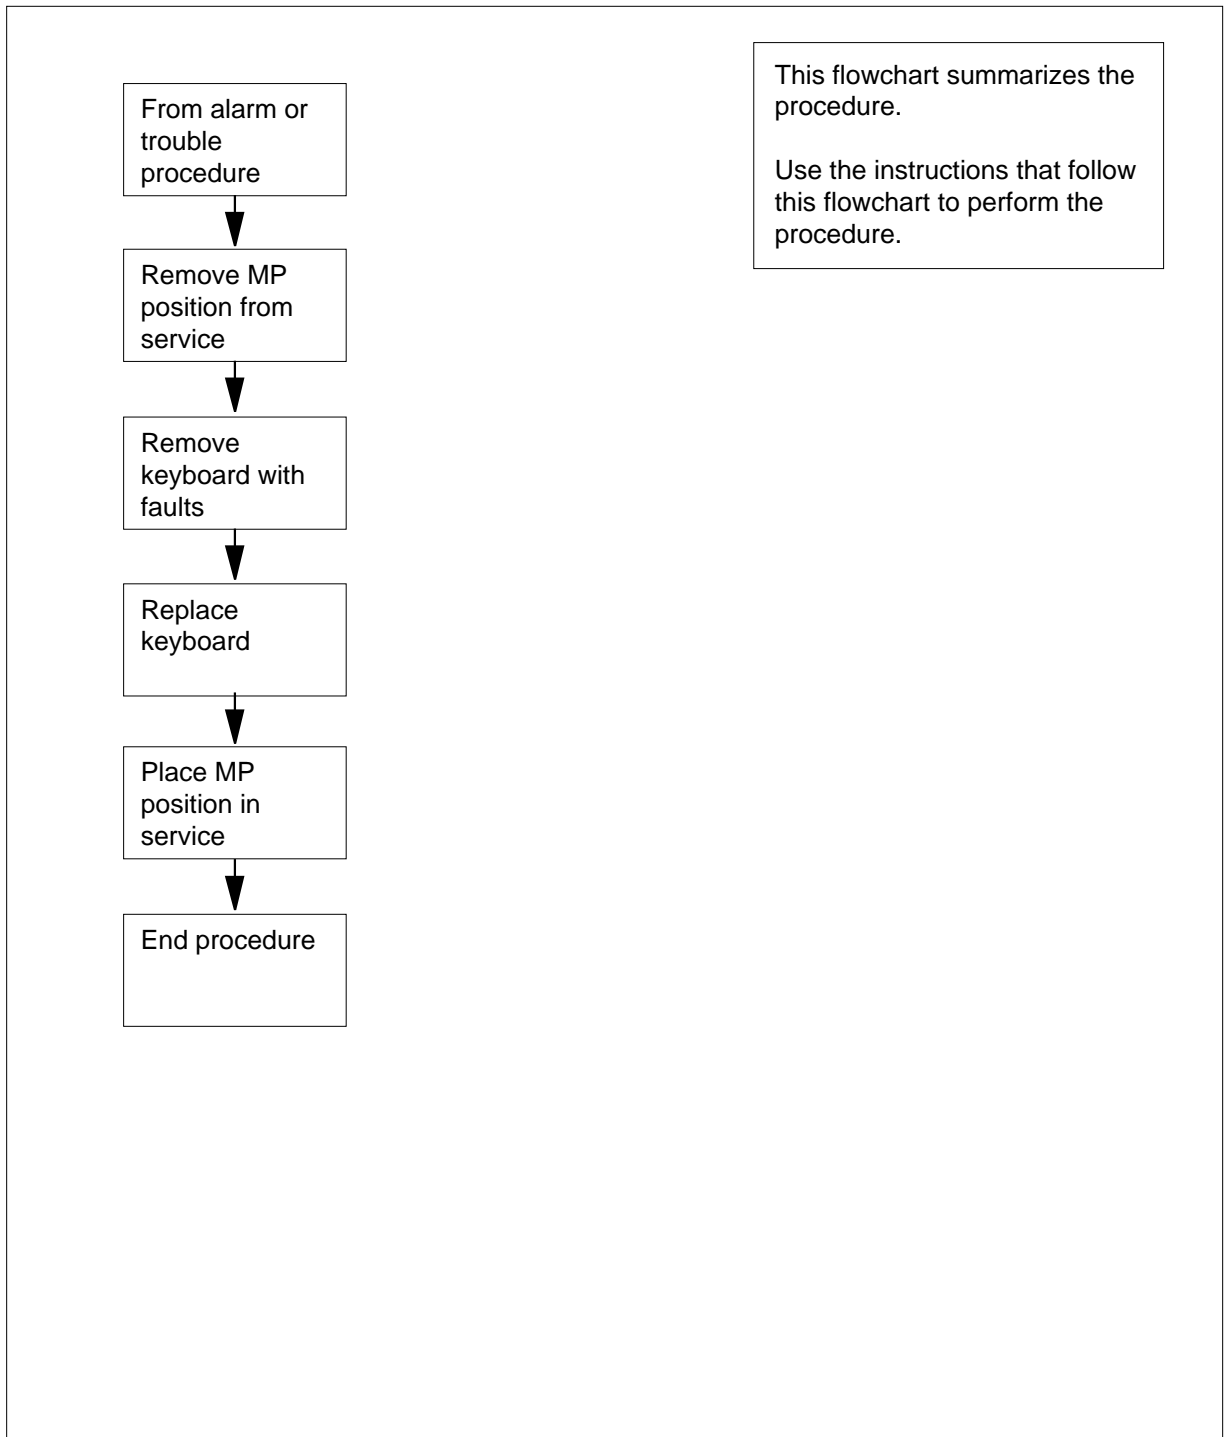 From alarm or
trouble
procedure
Remove MP
position from
service
Remove
keyboard with
faults
Replace
keyboard
Place MP
position in
service
End procedure
This flowchart summarizes the
procedure.
Use the instructions that follow
this flowchart to perform the
procedure.